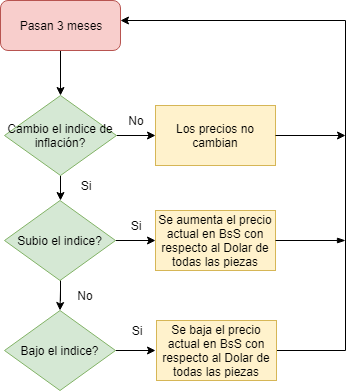 Pasan 3 meses
Cambio el indice de
inflación?
No
Los precios no
cambian
Si
Subio el indice?
Si
Se aumenta el precio
actual en BsS con
respecto al Dolar de
todas las piezas
No
Bajo el indice?
Si
Se baja el precio
actual en BsS con
respecto al Dolar de
todas las piezas